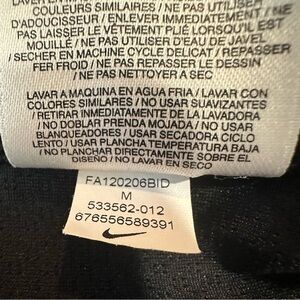 COULEURS SIMILAIRES / NE PAS UTILISER
D'ADOUCISSEUR / ENLEVER IMMEDIATEMENT / NE
PAS LAISSER LE VÊTEMENT PLIÉ LORSQU'IL EST
MOUILLÉ / NE PAS UTILISER D'EAU DE JAVEL
/ SECHER EN MACHINE CYCLE DELICAT / REPASSER
FER FROID / NE PAS REPASSER LE DESSIN
/ NE PAS NETTOYER A SEC
LAVAR A MAQUINA EN AGUA FRIA / LAVAR CON
COLORES SIMILARES / NO USAR SUAVIZANTES
/ RETIRAR IMMEDIATAMENTE DE LA LAVADORA
/ NO DOBLAR PRENDA MOJADA / NO USAR
BLANQUEADORES / USAR SECADORA CICLO
LENTO / USAR PLANCHA TEMPERATURA BAJA
/ NO PLANCHAR DIRECTAMENTE SOBRE EL
DISEÑO / NO LAVAR EN SECO
FA120206BID
M
533562-012
676556589391